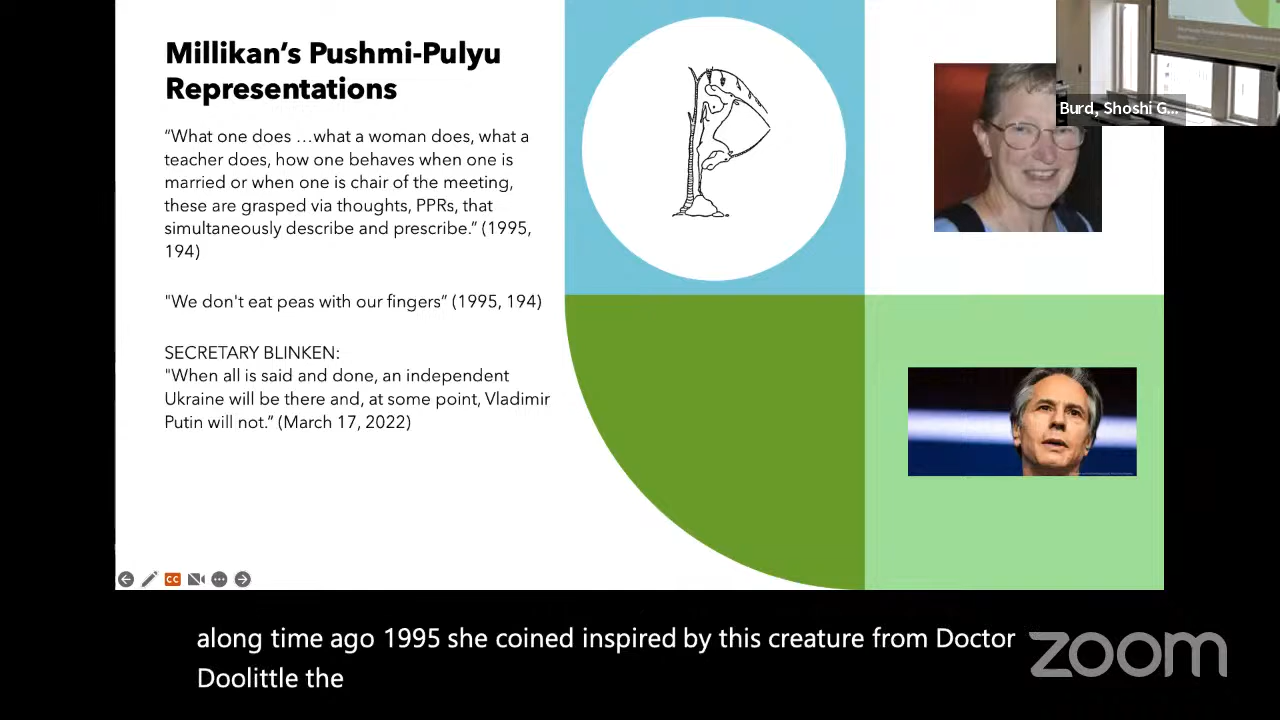 Millikan's Pushmi-Pulyu
Representations
"What one does …what a woman does, what a
teacher does, how one behaves when one is
married or when one is chair of the meeting,
these are grasped via thoughts, PPRs, that
simultaneously describe and prescribe." (1995,
194)
"We don't eat peas with our fingers" (1995, 194)
SECRETARY BLINKEN:
"When all is said and done, an independent
Ukraine will be there and, at some point, Vladimir
Putin will not." (March 17, 2022)
Burd, Shoshi G...
CC
along time ago 1995 she coined inspired by this creature from Doctor
Doolittle the
zoom